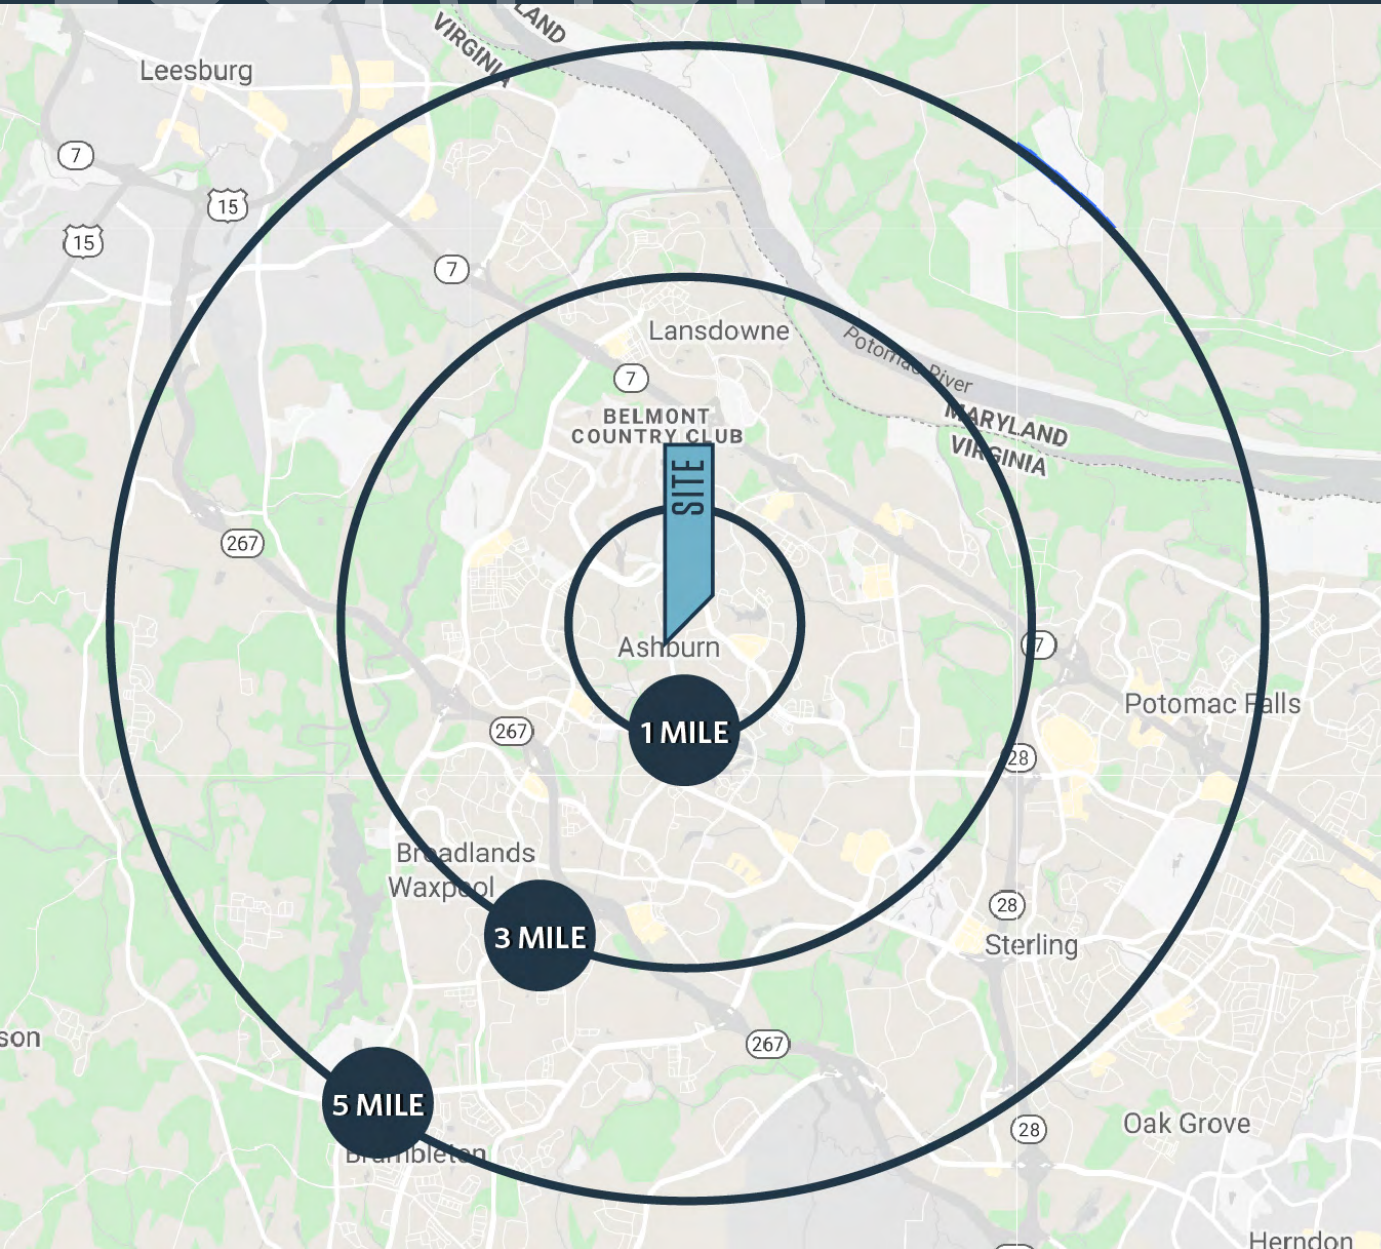 LAND
VIRGINIA
Leesburg
7
15
15
7
Lansdowne
Potomac River
7
MARYLAND
VIRGINIA
BELMONT
COUNTRY CLUB
SITE
267
Ashburn
7
Potomac Falls
1 MILE
267
28
Broadlands
Waxpool
28
3 MILE
Sterling
son
267
5 MILE
Brambleton
28
Oak Grove
Herndon